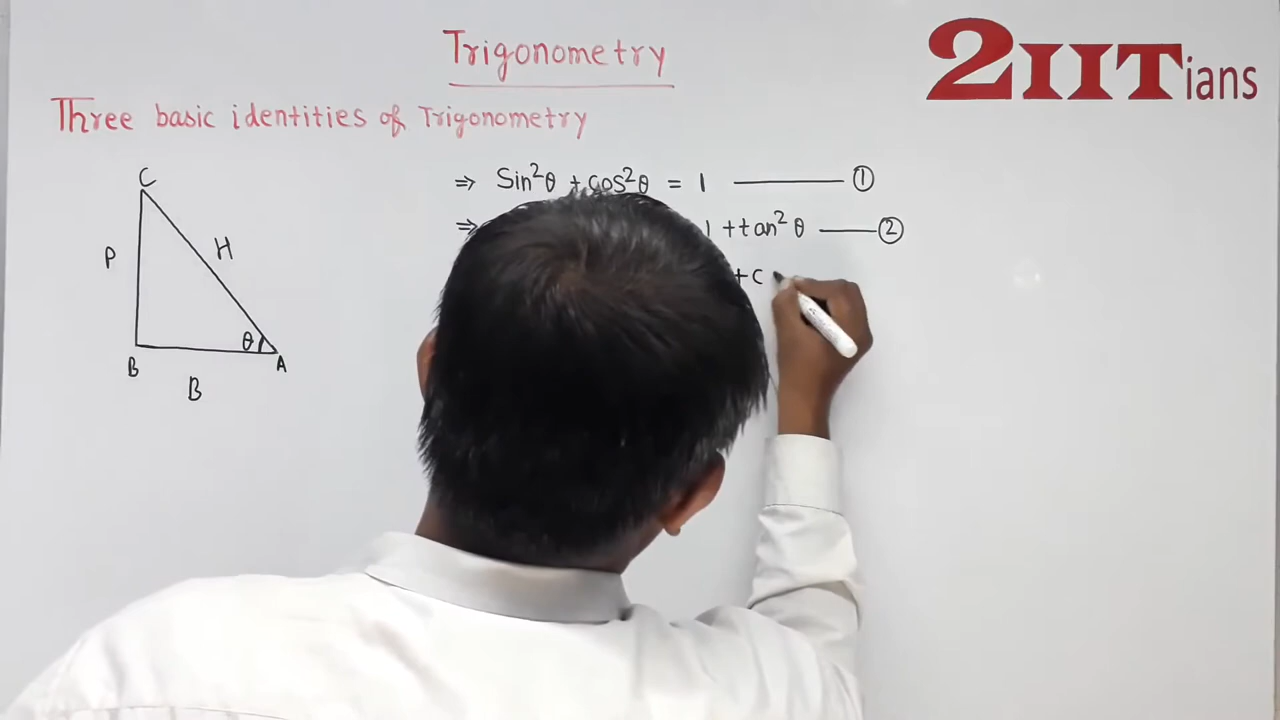 Trigonometry
2IITians
Three basic identities of Trigonometry
C
P
H
θ
B
A
B
⇒ Sin²θ + cos²θ = 1 ——— ①
⇒ 1 + tan²θ —— ②
+ c